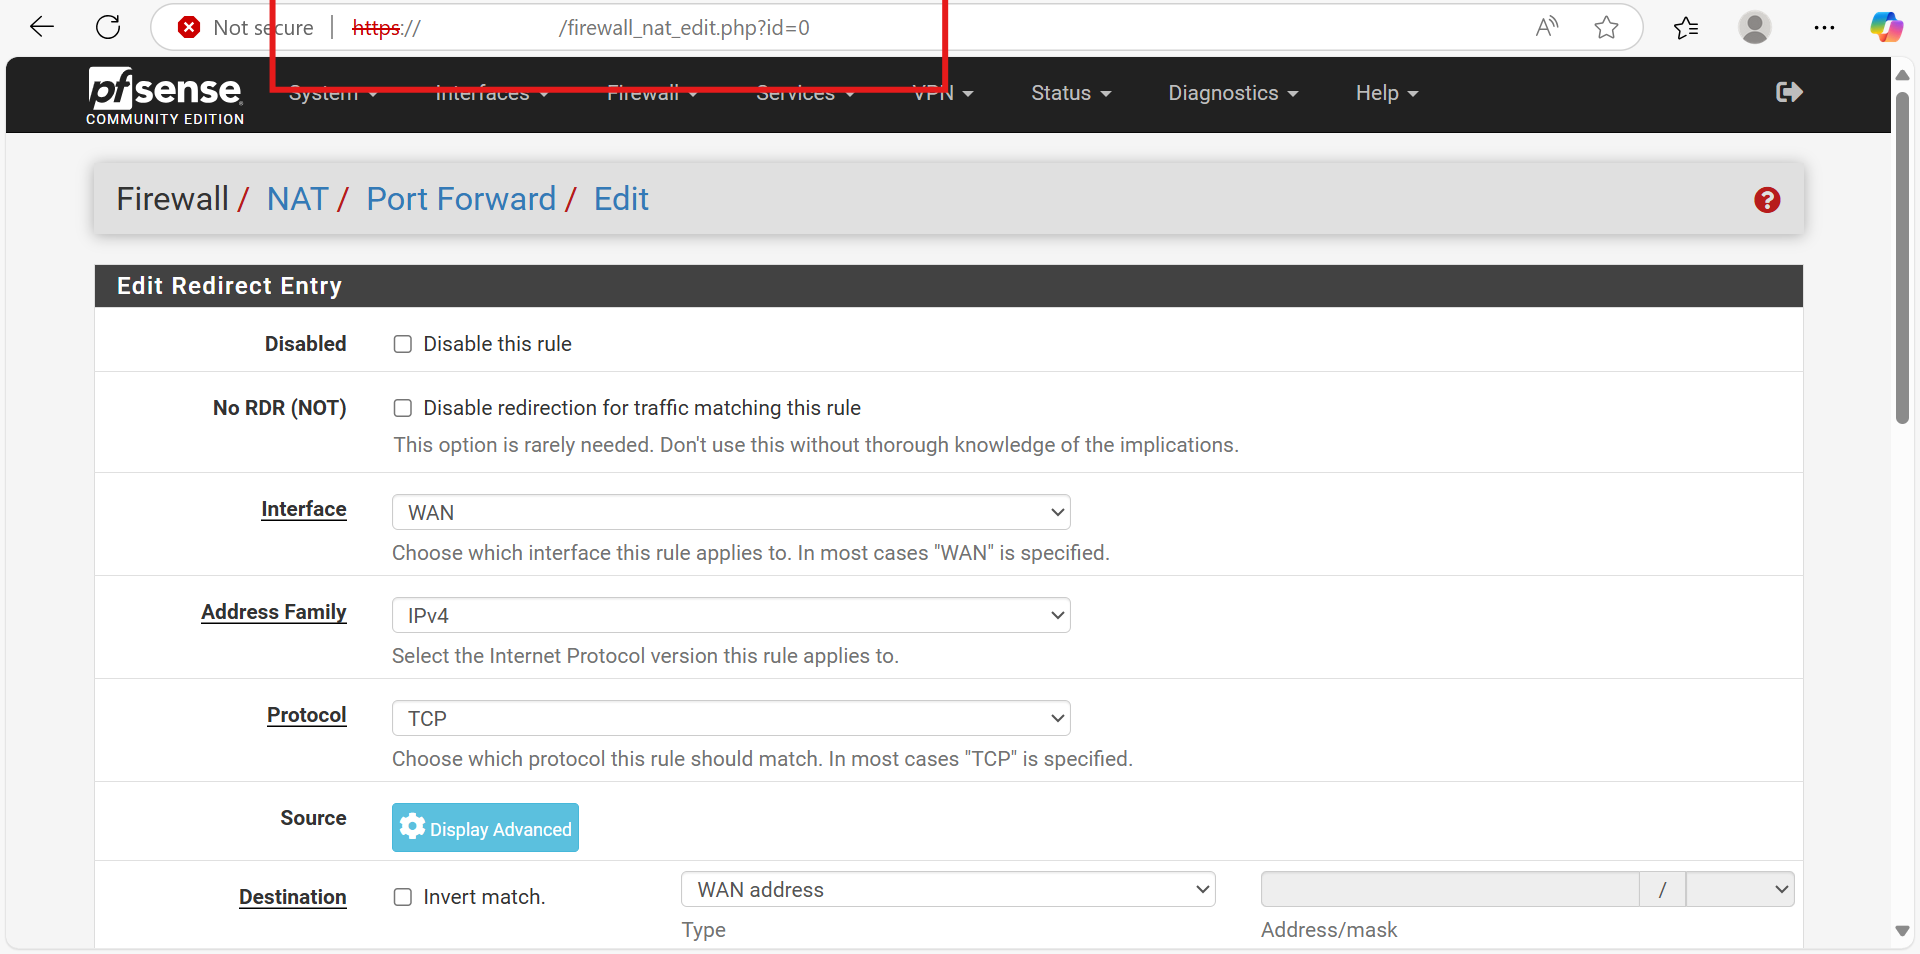 Not secure https:// /firewall_nat_edit.php?id=0
pfsense
COMMUNITY EDITION
System Interfaces Firewall Services VPN Status Diagnostics Help
Firewall / NAT / Port Forward / Edit
Edit Redirect Entry
Disabled Disable this rule
No RDR (NOT) Disable redirection for traffic matching this rule
This option is rarely needed. Don't use this without thorough knowledge of the implications.
Interface WAN
Choose which interface this rule applies to. In most cases "WAN" is specified.
Address Family IPv4
Select the Internet Protocol version this rule applies to.
Protocol TCP
Choose which protocol this rule should match. In most cases "TCP" is specified.
Source Display Advanced
Destination Invert match. WAN address /
Type Address/mask